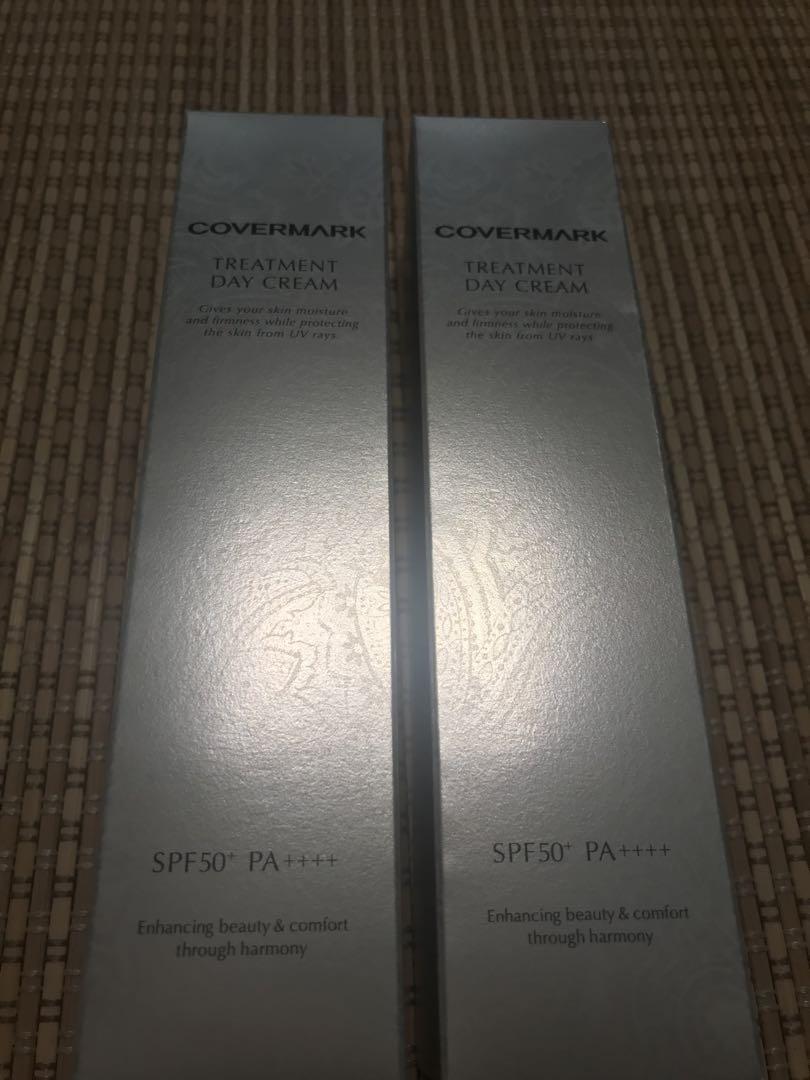 COVERMARK
TREATMENT
DAY CREAM
Gives your skin moisture
and firmness while protecting
the skin from UV rays.
SPF50+ PA++++
Enhancing beauty & comfort
through harmony
COVERMARK
TREATMENT
DAY CREAM
Gives your skin moisture
and firmness while protecting
the skin from UV rays
SPF50+ PA++++
Enhancing beauty & comfort
through harmony